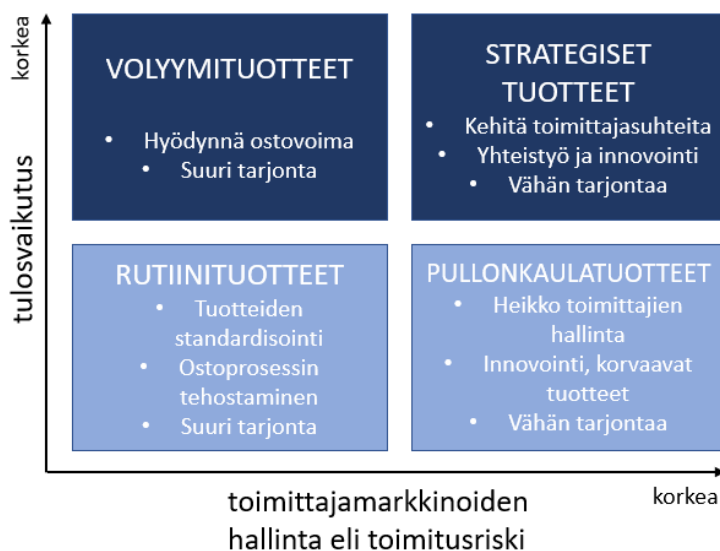 korkea
tulosvaikutus
VOLYYMITUOTTEET
• Hyödynnä ostovoima
• Suuri tarjonta
STRATEGISET
TUOTTEET
• Kehitä toimittajasuhteita
• Yhteistyö ja innovointi
• Vähän tarjontaa
RUTIINITUOTTEET
• Tuotteiden
standardisointi
• Ostoprosessin
tehostaminen
• Suuri tarjonta
PULLONKAULATUOTTEET
• Heikko toimittajien
hallinta
• Innovointi, korvaavat
tuotteet
• Vähän tarjontaa
toimittajamarkkinoiden
hallinta eli toimitusriski
korkea